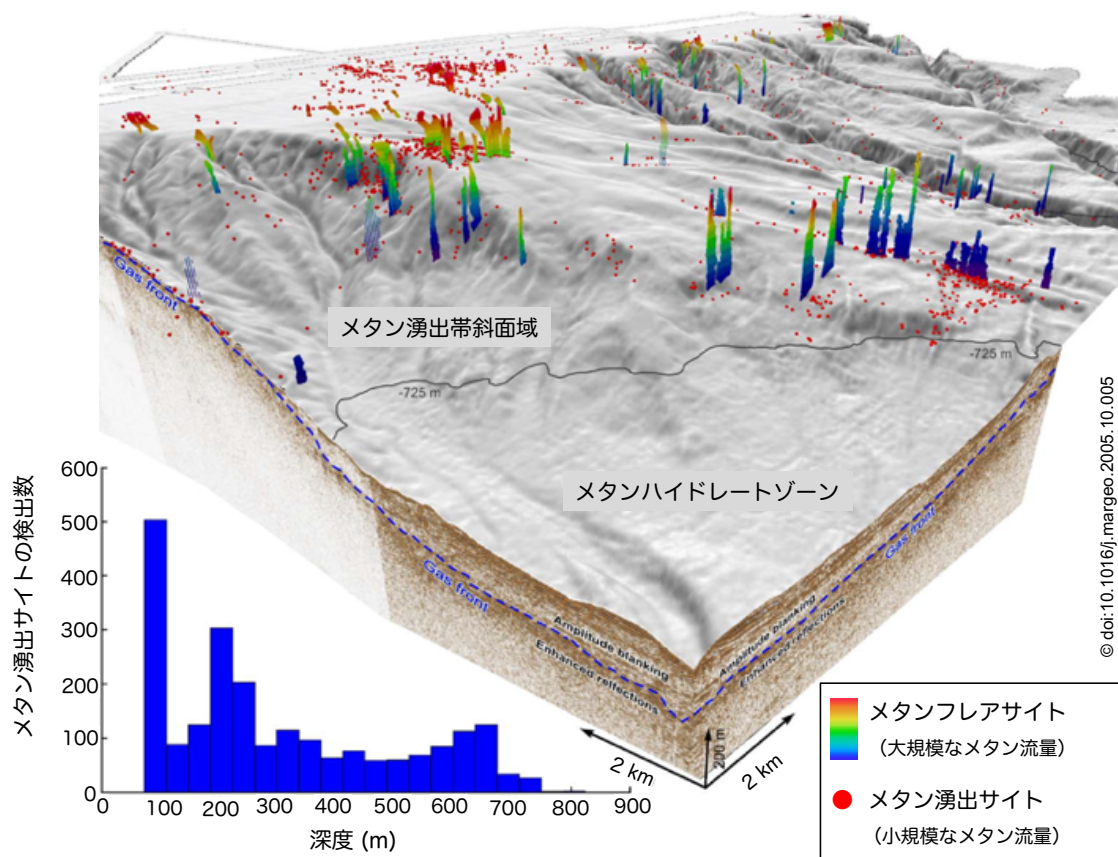 Gas front
メタン湧出帯斜面域
-725 m
-725 m
メタンハイドレートゾーン
Gas front
Gas front
Amplitude blanking
Enhanced relfections
Amplitude blanking
Enhanced reflections
200 m
2 km
2 km
メタン湧出サイトの検出数
600
500
400
300
200
100
0
0
100
200
300
400
500
600
700
800
900
深度 (m)
メタンフレアサイト
(大規模なメタン流量)
メタン湧出サイト
(小規模なメタン流量)
© doi:10.1016/j.margeo.2005.10.005